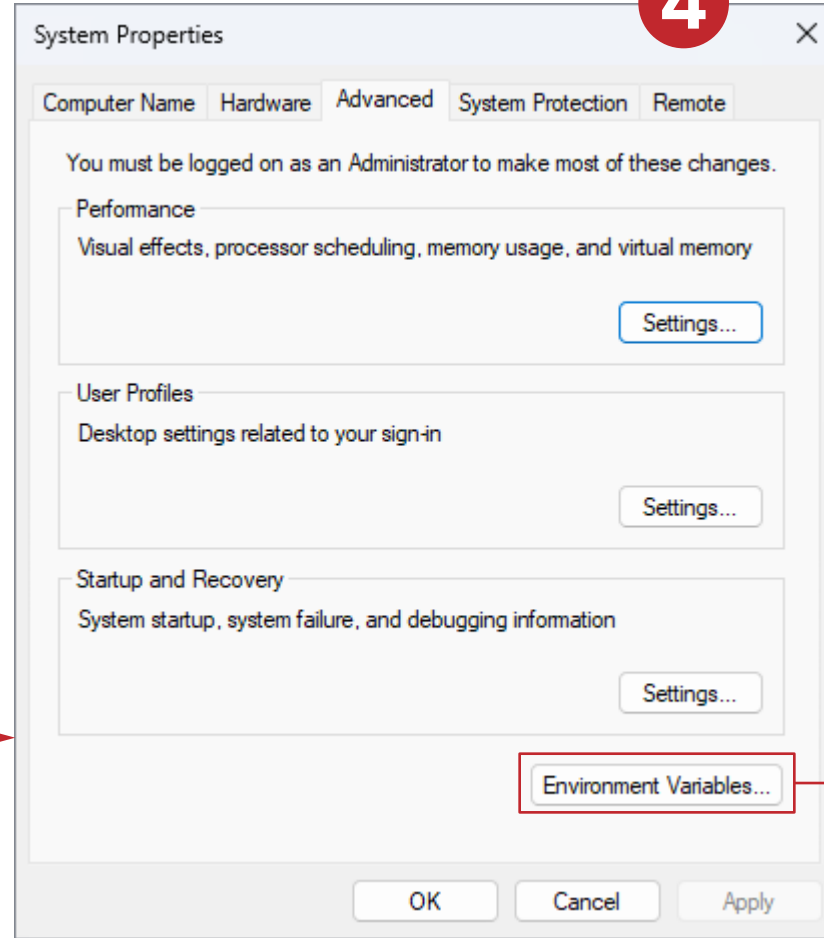 4
System Properties
Computer Name Hardware Advanced System Protection Remote
You must be logged on as an Administrator to make most of these changes.
Performance
Visual effects, processor scheduling, memory usage, and virtual memory
Settings...
User Profiles
Desktop settings related to your sign-in
Settings...
Startup and Recovery
System startup, system failure, and debugging information
Settings...
Environment Variables...
OK Cancel Apply